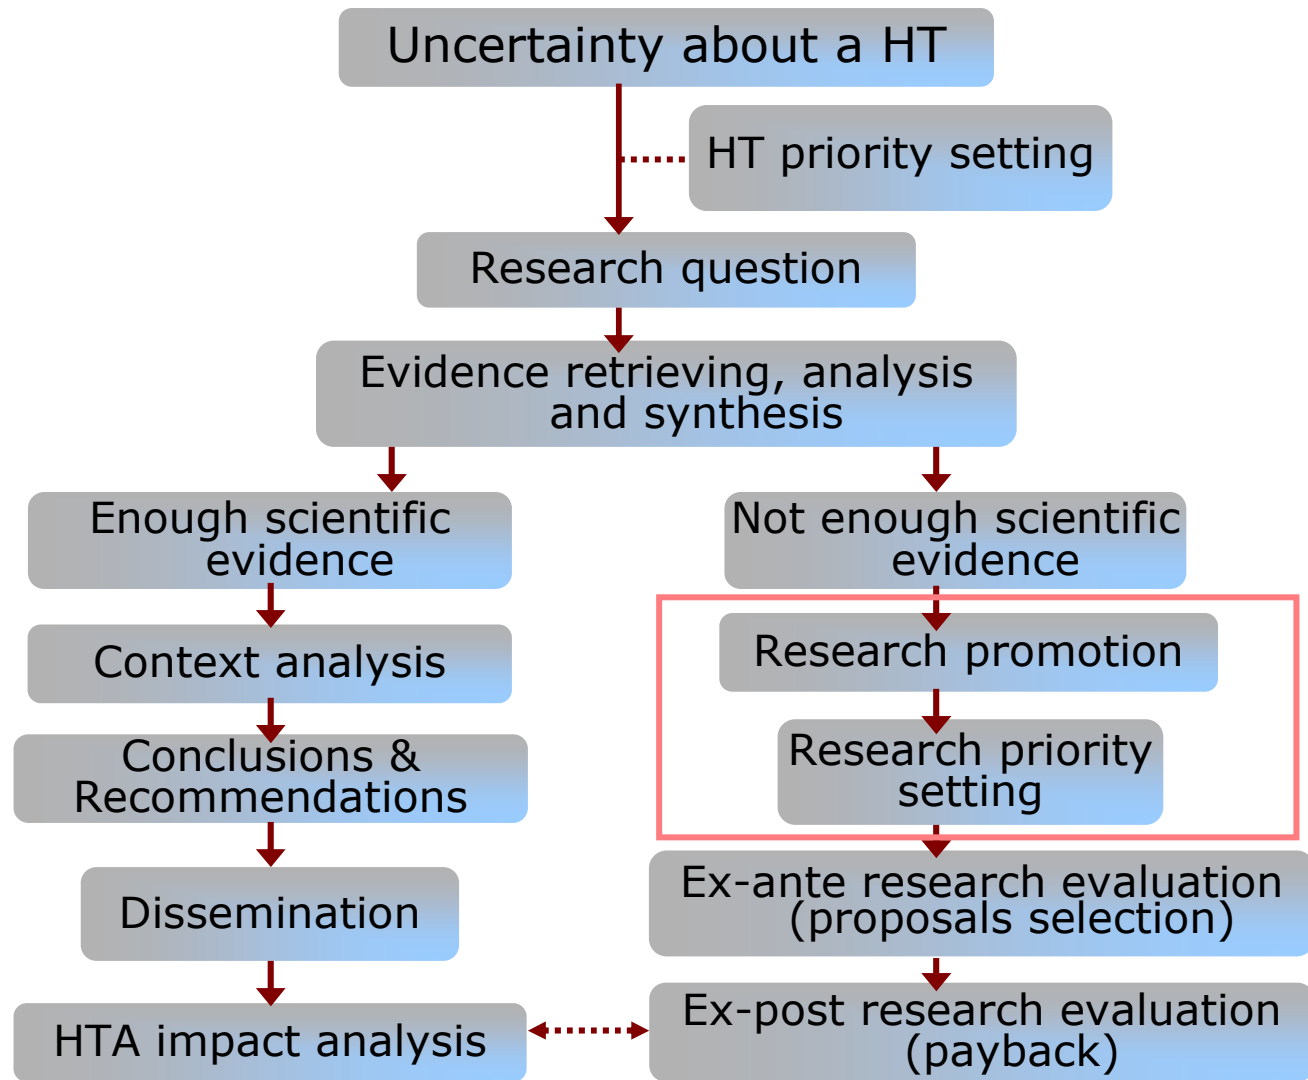 Uncertainty about a HT
HT priority setting
Research question
Evidence retrieving, analysis
and synthesis
Enough scientific
evidence
Not enough scientific
evidence
Context analysis
Research promotion
Conclusions &
Recommendations
Research priority
setting
Dissemination
Ex-ante research evaluation
(proposals selection)
HTA impact analysis
Ex-post research evaluation
(payback)